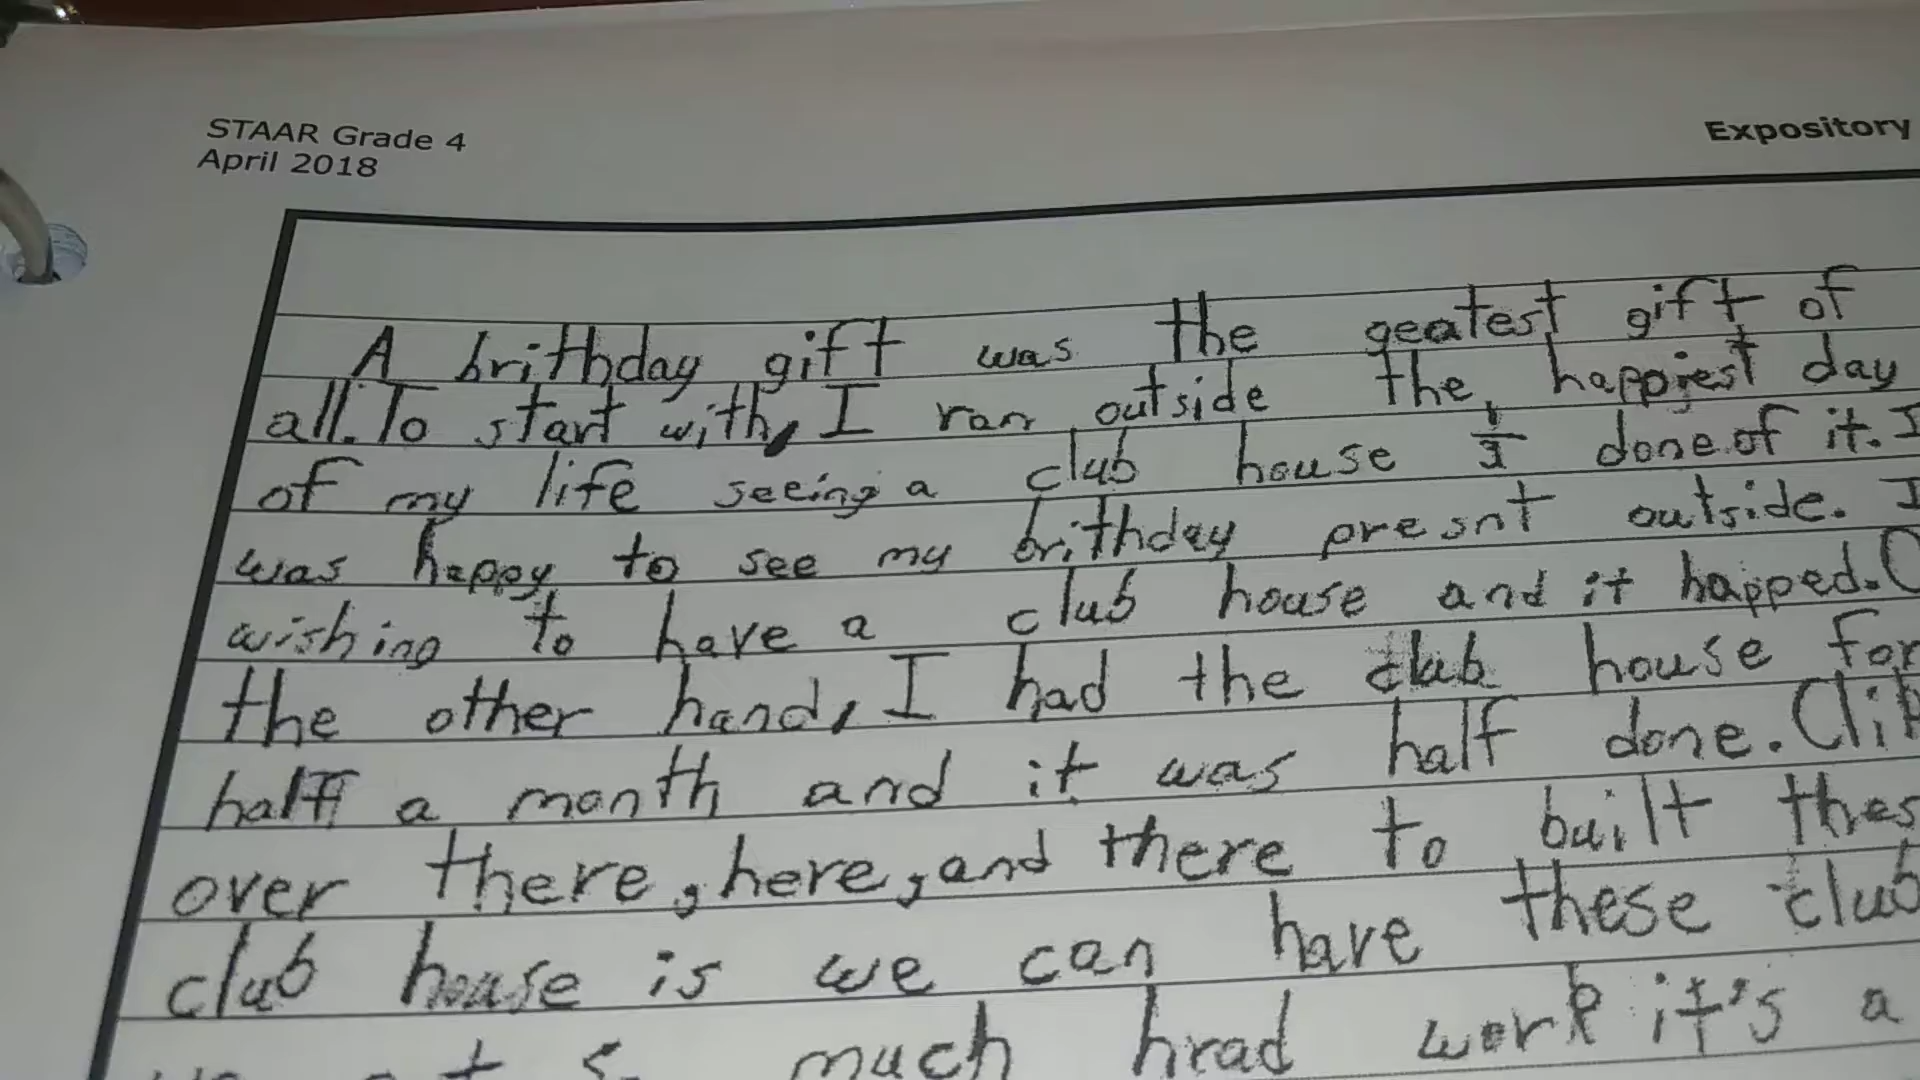 STAAR Grade 4
April 2018
Expository
A brithday gift was the geatest gift of
all. To start with, I ran outside the, happiest day
of my life seeing a club house 1/3 done of it. I
was happy to see my brithday presnt outside. I
wishing to have a club house and it happed.
the other hand, I had the club house for
half a month and it was half done.
over there, here, and there to built
club house is we can have these club
much hrad work it's a